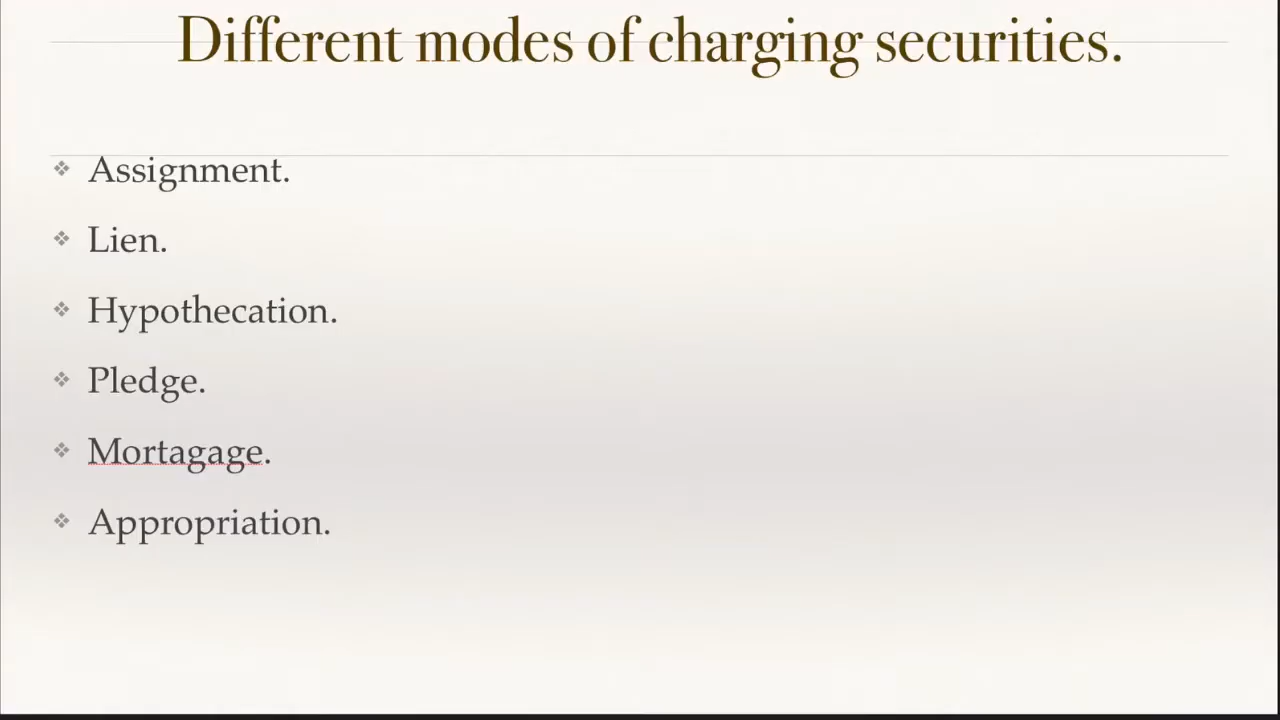 Different modes of charging securities.
Assignment.
Lien.
Hypothecation.
Pledge.
Mortagage.
Appropriation.